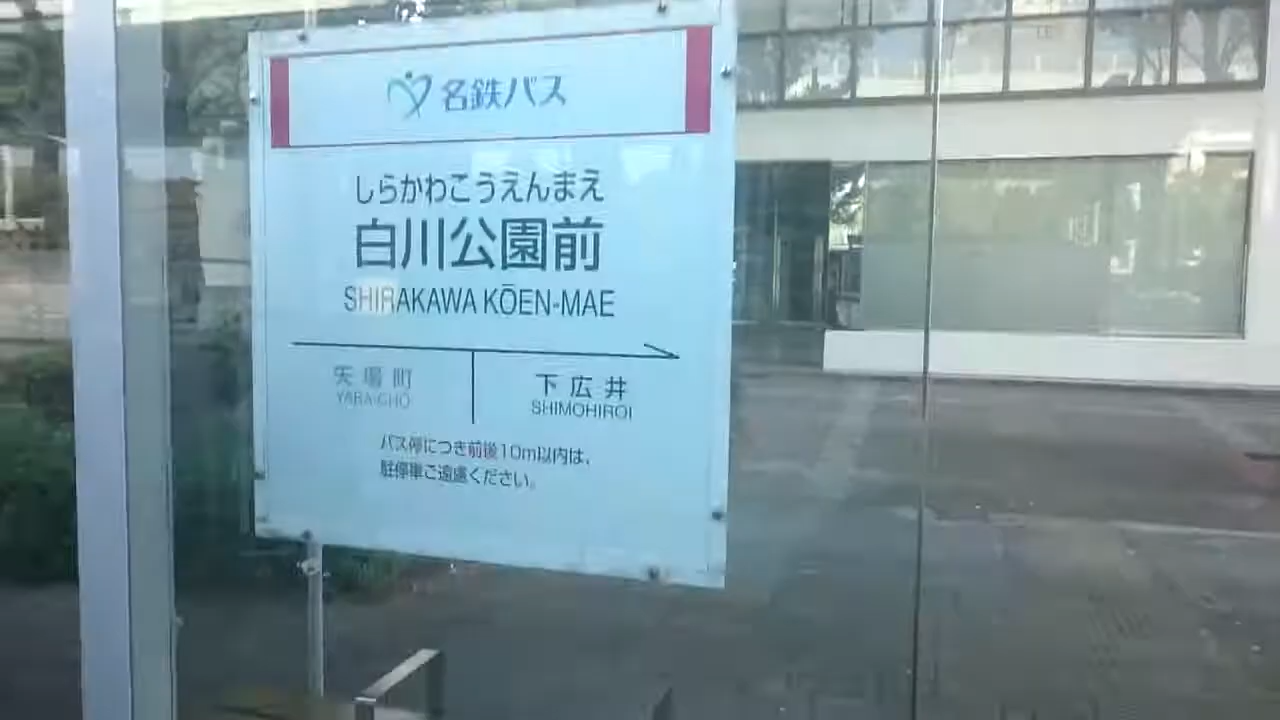 名鉄バス
しらかわこうえんまえ
白川公園前
SHIRAKAWA KŌEN-MAE
矢場町
YABA-CHŌ
下広井
SHIMOHIROI
バス停につき前後10m以内は、
駐停車ご遠慮ください。